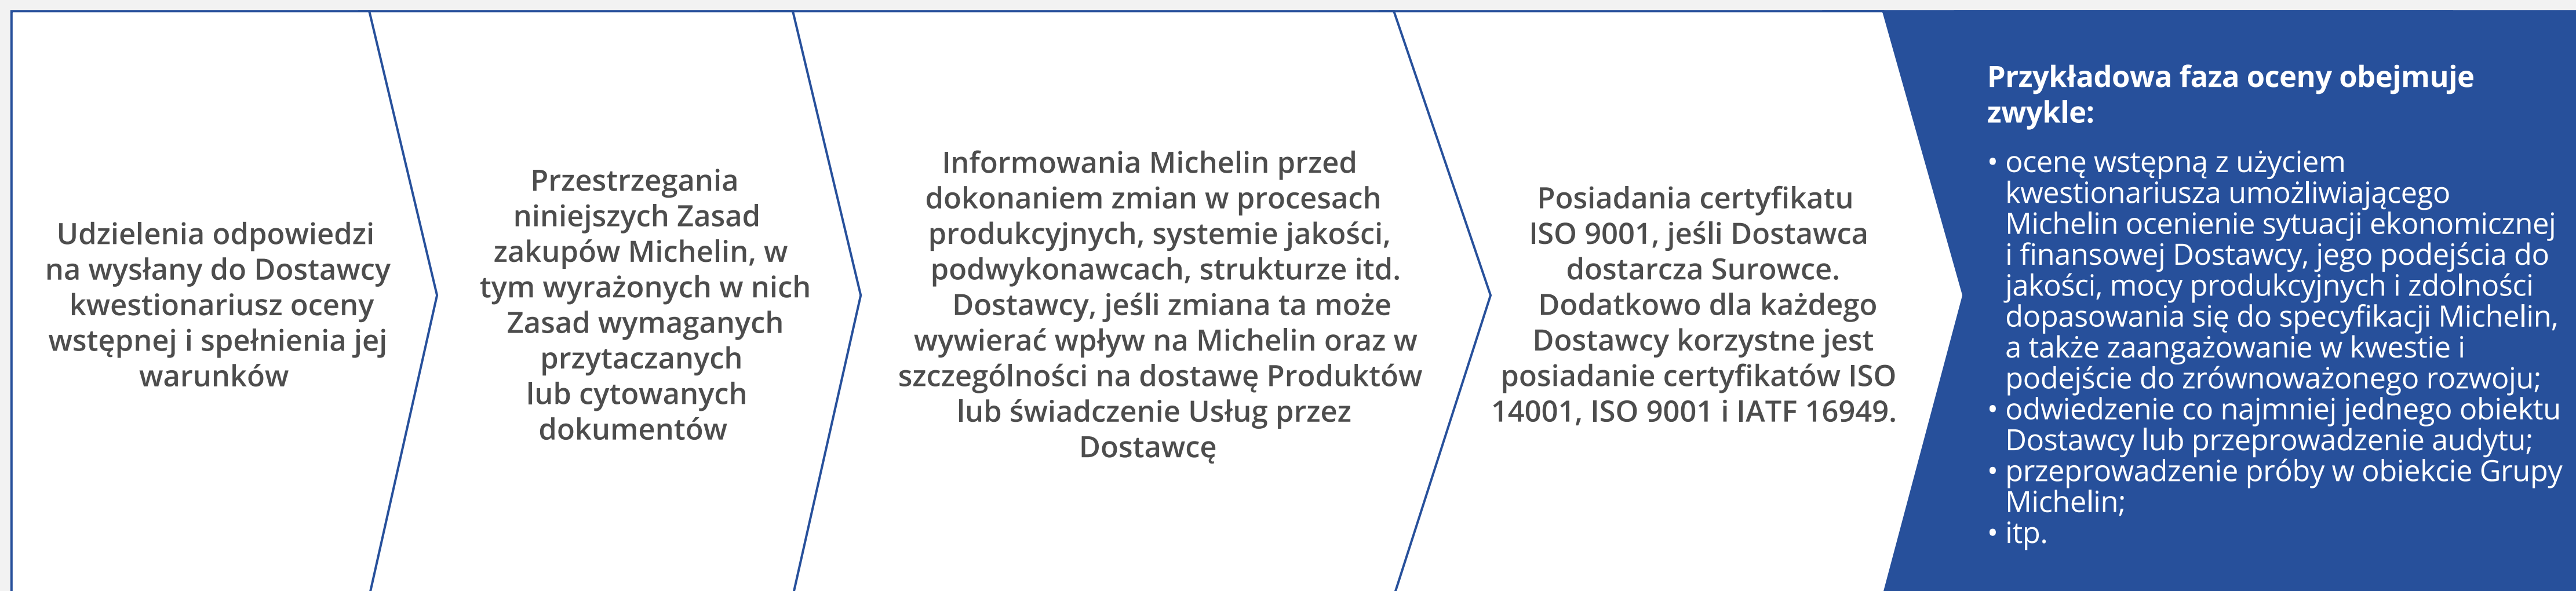 Udzielenia odpowiedzi
na wysłany do Dostawcy
kwestionariusz oceny
wstępnej i spełnienia jej
warunków
Przestrzegania
niniejszych Zasad
zakupów Michelin, w
tym wyrażonych w nich
Zasad wymaganych
przytaczanych
lub cytowanych
dokumentów
Informowania Michelin przed
dokonaniem zmian w procesach
produkcyjnych, systemie jakości,
podwykonawcach, strukturze itd.
Dostawcy, jeśli zmiana ta może
wywierać wpływ na Michelin oraz w
szczególności na dostawę Produktów
lub świadczenie Usług przez
Dostawcę
Posiadania certyfikatu
ISO 9001, jeśli Dostawca
dostarcza Surowce.
Dodatkowo dla każdego
Dostawcy korzystne jest
posiadanie certyfikatów ISO
14001, ISO 9001 i IATF 16949.
Przykładowa faza oceny obejmuje
zwykle:
• ocenę wstępną z użyciem
kwestionariusza umożliwiającego
Michelin ocenienie sytuacji ekonomicznej
i finansowej Dostawcy, jego podejścia do
jakości, mocy produkcyjnych i zdolności
dopasowania się do specyfikacji Michelin,
a także zaangażowanie w kwestie i
podejście do zrównoważonego rozwoju;
• odwiedzenie co najmniej jednego obiektu
Dostawcy lub przeprowadzenie audytu;
• przeprowadzenie próby w obiekcie Grupy
Michelin;
• itp.